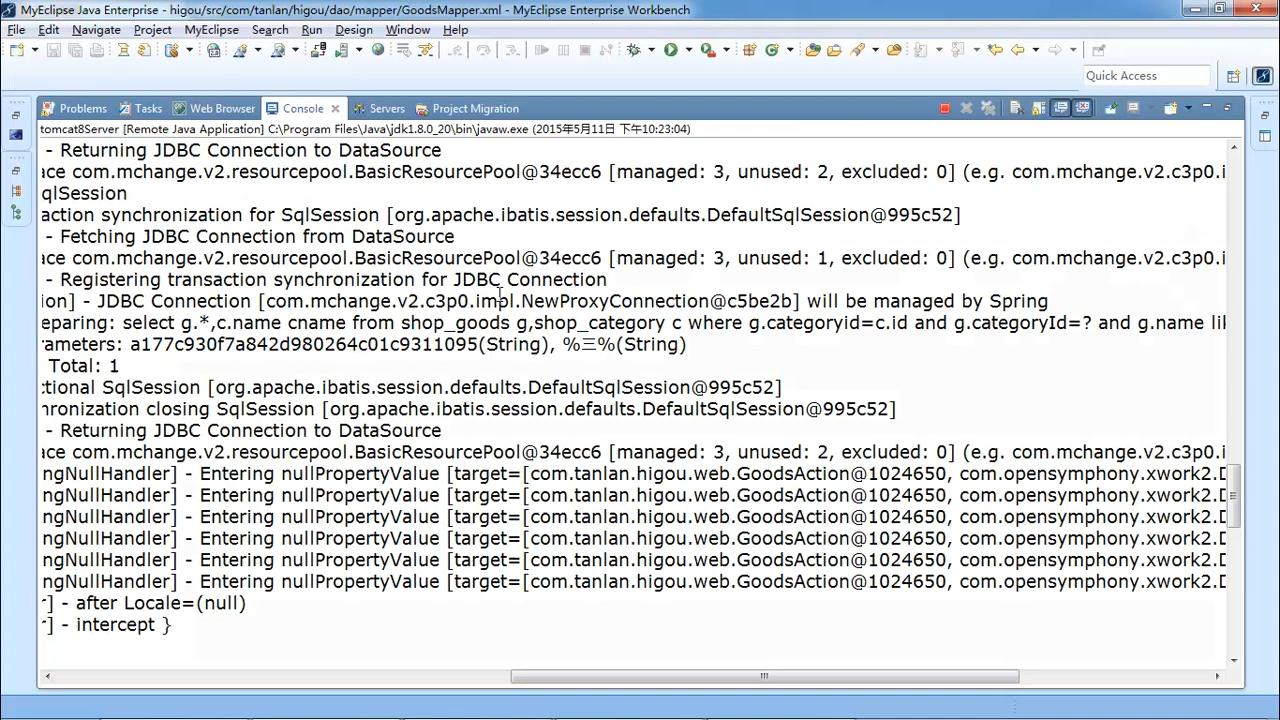 MyEclipse Java Enterprise - higou/src/com/tanlan/higou/dao/mapper/GoodsMapper.xml - MyEclipse Enterprise Workbench
File Edit Navigate Project MyEclipse Search Run Design Window Help
Quick Access
Problems Tasks Web Browser Console Servers Project Migration
tomcat8Server [Remote Java Application] C:\Program Files\Java\jdk1.8.0_20\bin\javaw.exe (2015年5月11日 下午10:23:04)
- Returning JDBC Connection to DataSource
ace com.mchange.v2.resourcepool.BasicResourcePool@34ecc6 [managed: 3, unused: 2, excluded: 0] (e.g. com.mchange.v2.c3p0.i
qlSession
action synchronization for SqlSession [org.apache.ibatis.session.defaults.DefaultSqlSession@995c52]
- Fetching JDBC Connection from DataSource
ace com.mchange.v2.resourcepool.BasicResourcePool@34ecc6 [managed: 3, unused: 1, excluded: 0] (e.g. com.mchange.v2.c3p0.i
- Registering transaction synchronization for JDBC Connection
ion] - JDBC Connection [com.mchange.v2.c3p0.impl.NewProxyConnection@c5be2b] will be managed by Spring
eparing: select g.*,c.name cname from shop_goods g,shop_category c where g.categoryid=c.id and g.categoryId=? and g.name lik
rameters: a177c930f7a842d980264c01c9311095(String), %三%(String)
Total: 1
ctional SqlSession [org.apache.ibatis.session.defaults.DefaultSqlSession@995c52]
hronization closing SqlSession [org.apache.ibatis.session.defaults.DefaultSqlSession@995c52]
- Returning JDBC Connection to DataSource
ace com.mchange.v2.resourcepool.BasicResourcePool@34ecc6 [managed: 3, unused: 2, excluded: 0] (e.g. com.mchange.v2.c3p0.i
ngNullHandler] - Entering nullPropertyValue [target=[com.tanlan.higou.web.GoodsAction@1024650, com.opensymphony.xwork2.D
ngNullHandler] - Entering nullPropertyValue [target=[com.tanlan.higou.web.GoodsAction@1024650, com.opensymphony.xwork2.D
ngNullHandler] - Entering nullPropertyValue [target=[com.tanlan.higou.web.GoodsAction@1024650, com.opensymphony.xwork2.D
ngNullHandler] - Entering nullPropertyValue [target=[com.tanlan.higou.web.GoodsAction@1024650, com.opensymphony.xwork2.D
ngNullHandler] - Entering nullPropertyValue [target=[com.tanlan.higou.web.GoodsAction@1024650, com.opensymphony.xwork2.D
ngNullHandler] - Entering nullPropertyValue [target=[com.tanlan.higou.web.GoodsAction@1024650, com.opensymphony.xwork2.D
r] - after Locale=(null)
r] - intercept }